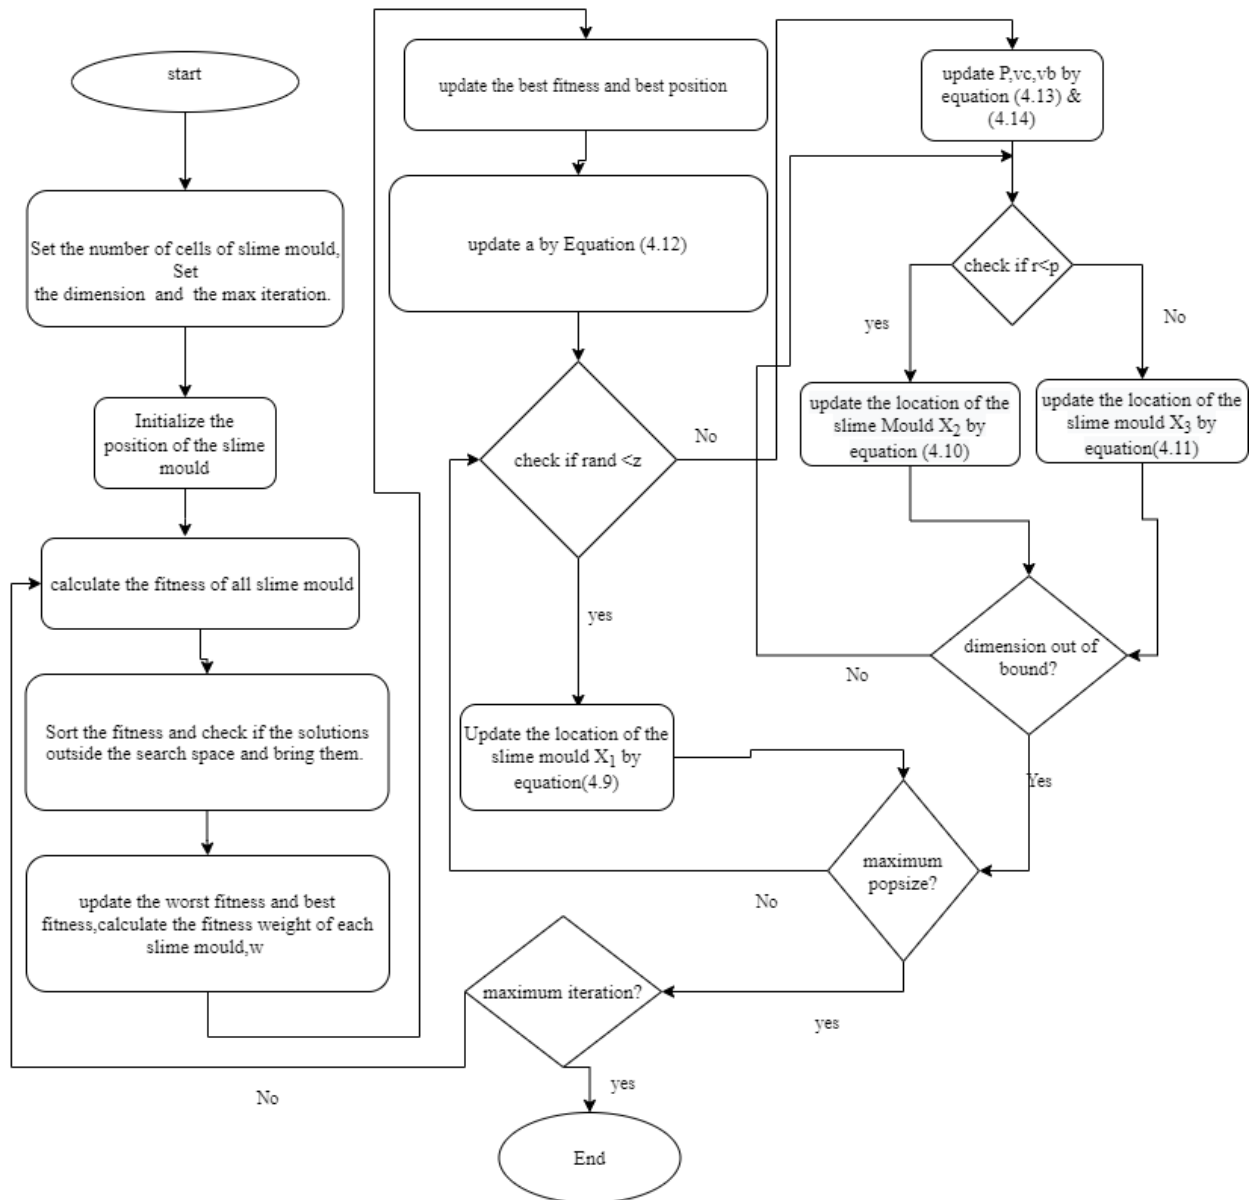 start
Set the number of cells of slime mould,
Set
the dimension and the max iteration.
Initialize the
position of the slime
mould
calculate the fitness of all slime mould
Sort the fitness and check if the solutions
outside the search space and bring them.
update the worst fitness and best
fitness,calculate the fitness weight of each
slime mould,w
update the best fitness and best position
update a by Equation (4.12)
check if rand <z
No
yes
Update the location of the
slime mould X₁ by
equation(4.9)
update P,vc,vb by
equation (4.13) &
(4.14)
check if r<p
yes
No
update the location of the
slime Mould X₂ by
equation (4.10)
update the location of the
slime mould X₃ by
equation(4.11)
dimension out of
bound?
No
Yes
maximum
popsize?
No
yes
maximum iteration?
No
yes
End